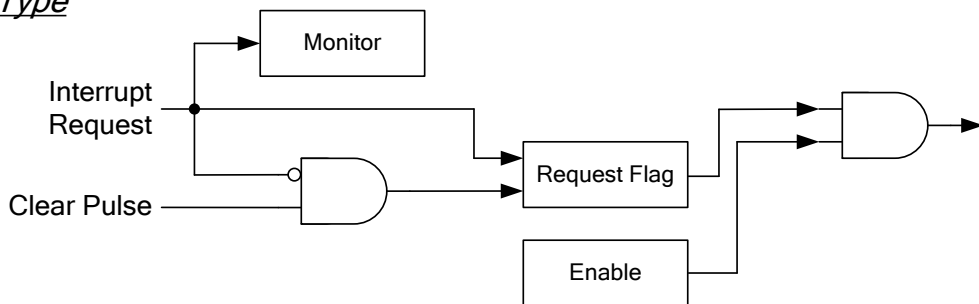 Type
Monitor
Interrupt
Request
Request Flag
Clear Pulse
Enable